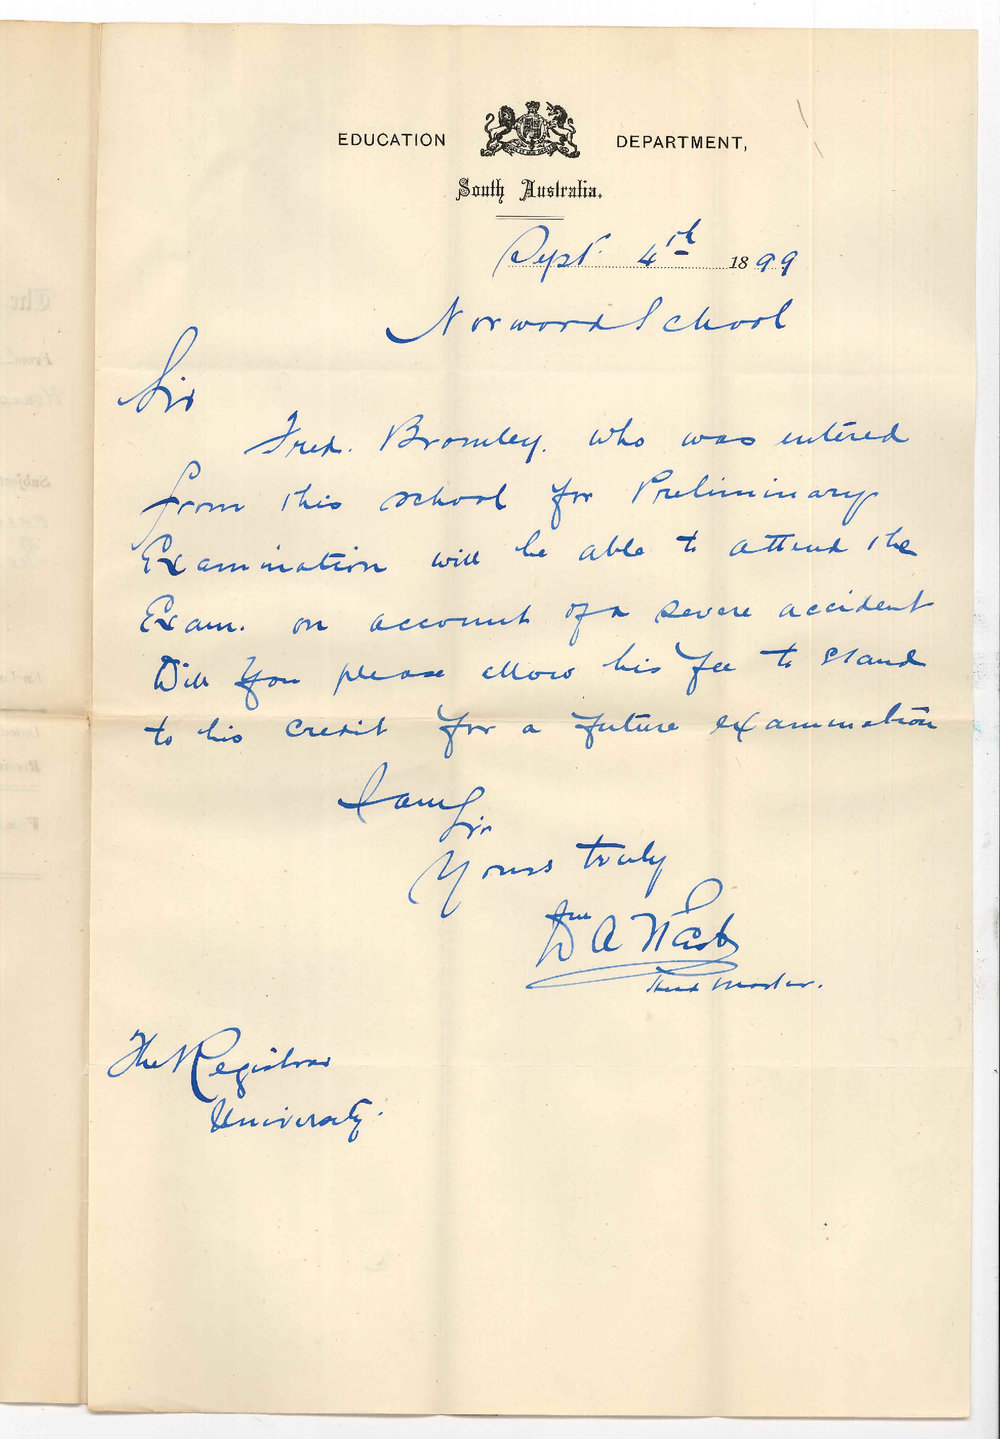 EDUCATION DEPARTMENT,
South Australia.
Sept. 4th 1899
Norwood School
Sir
Fred. Bromley. who was entered
from this school for Preliminary
Examination will be able to attend the
Exam. on account of a severe accident
Will you please allow his fee to stand
to his credit for a future examination
I am
Sir
Yours truly
Wm A West
Head Master.
The Registrar
University.